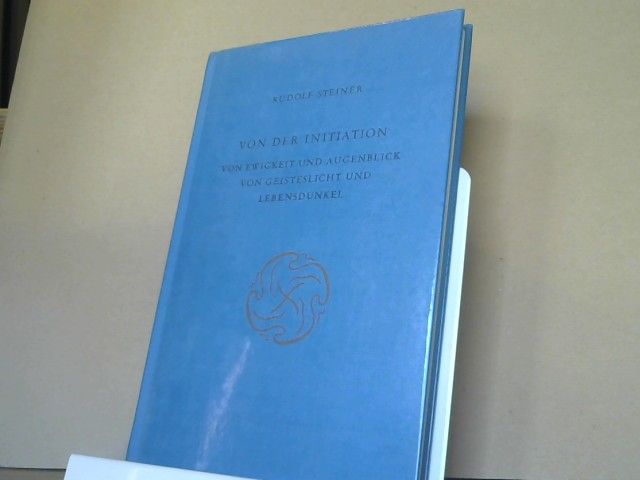 RUDOLF STEINER
VON DER INITIATION
VON EWIGKEIT UND AUGENBLICK
VON GEISTESLICHT UND
LEBENSDUNKEL